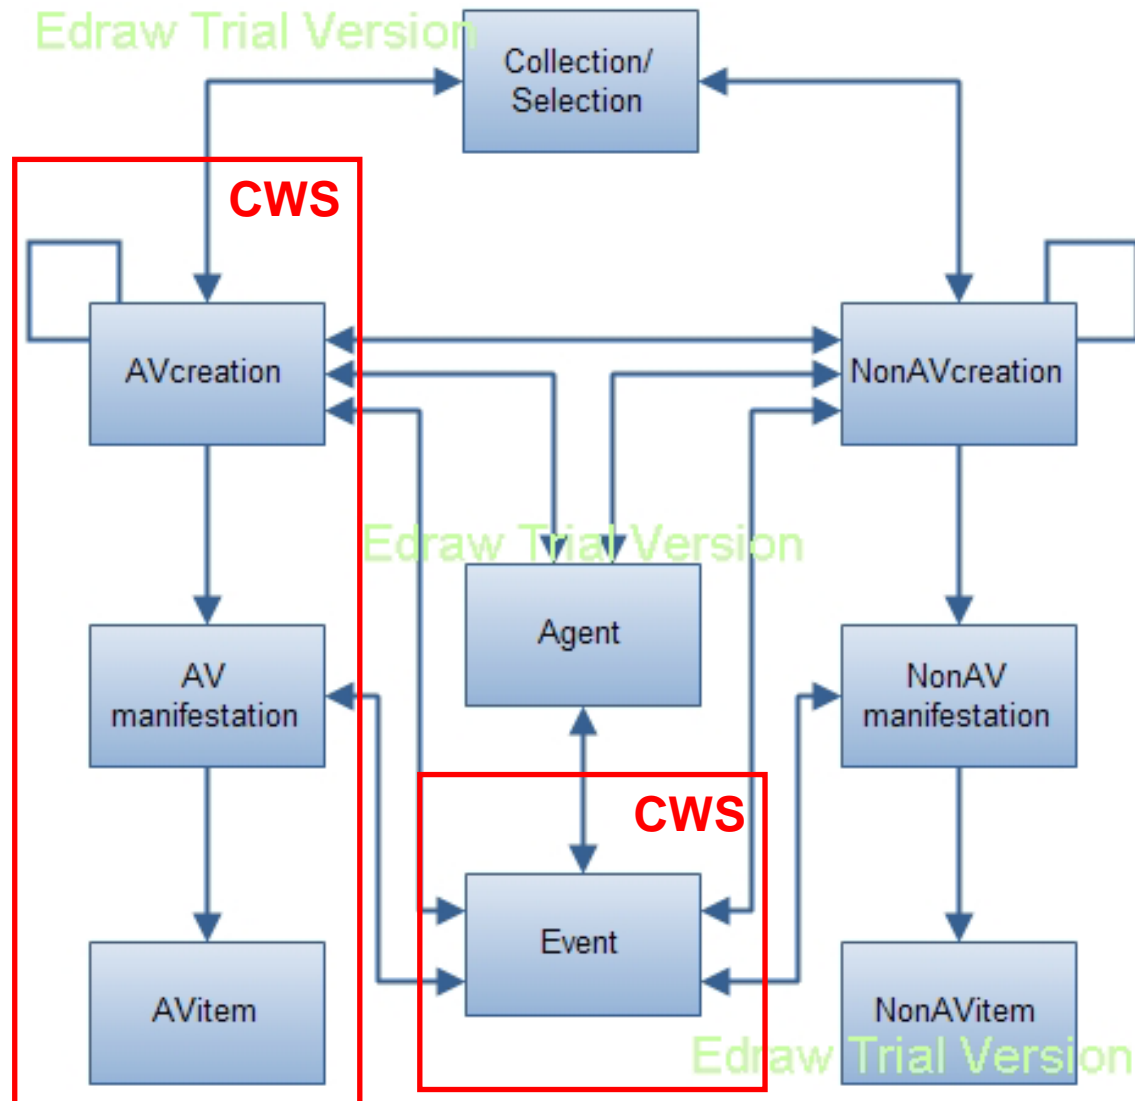 Edraw Trial Version
Collection/
Selection
CWS
AVcreation
NonAVcreation
Edraw Trial Version
Agent
AV
manifestation
NonAV
manifestation
CWS
Event
AVitem
NonAVitem
Edraw Trial Version